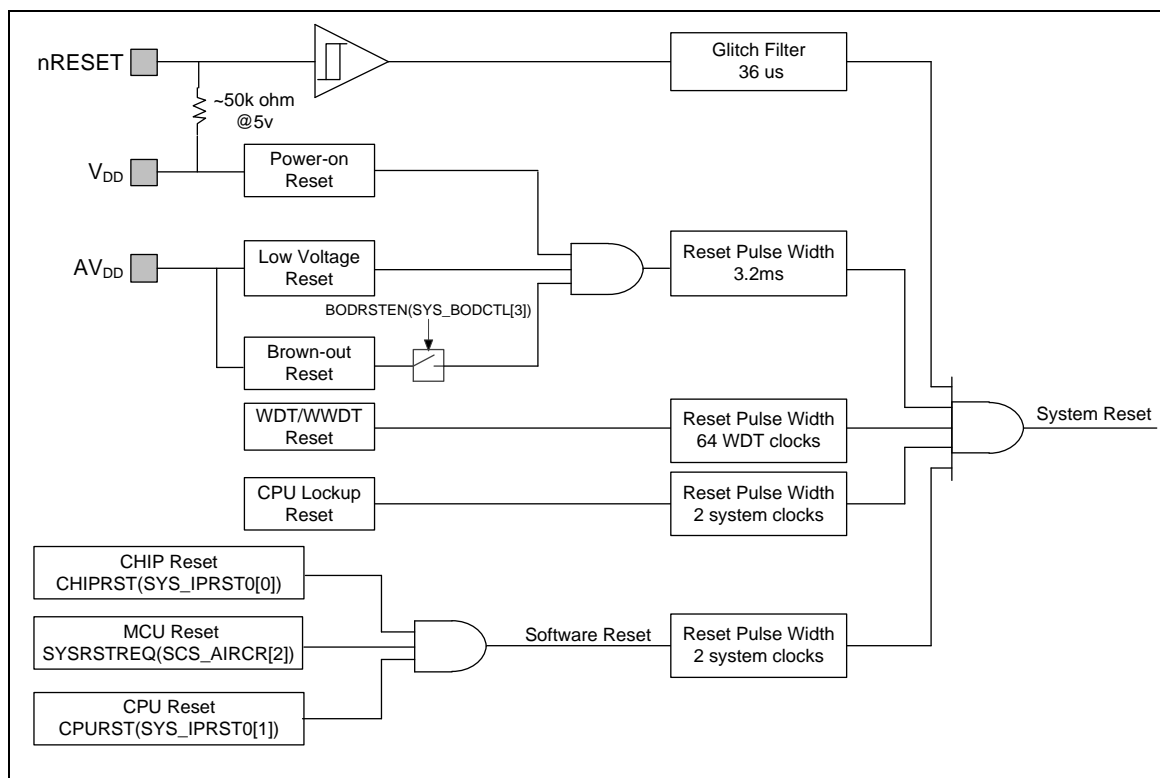 nRESET
Glitch Filter
36 us
~50k ohm
@5v
VDD
Power-on
Reset
AVDD
Low Voltage
Reset
Reset Pulse Width
3.2ms
BODRSTEN(SYS_BODCTL[3])
Brown-out
Reset
WDT/WWDT
Reset
Reset Pulse Width
64 WDT clocks
System Reset
CPU Lockup
Reset
Reset Pulse Width
2 system clocks
CHIP Reset
CHIPRST(SYS_IPRST0[0])
MCU Reset
SYSRSTREQ(SCS_AIRCR[2])
Software Reset
Reset Pulse Width
2 system clocks
CPU Reset
CPURST(SYS_IPRST0[1])